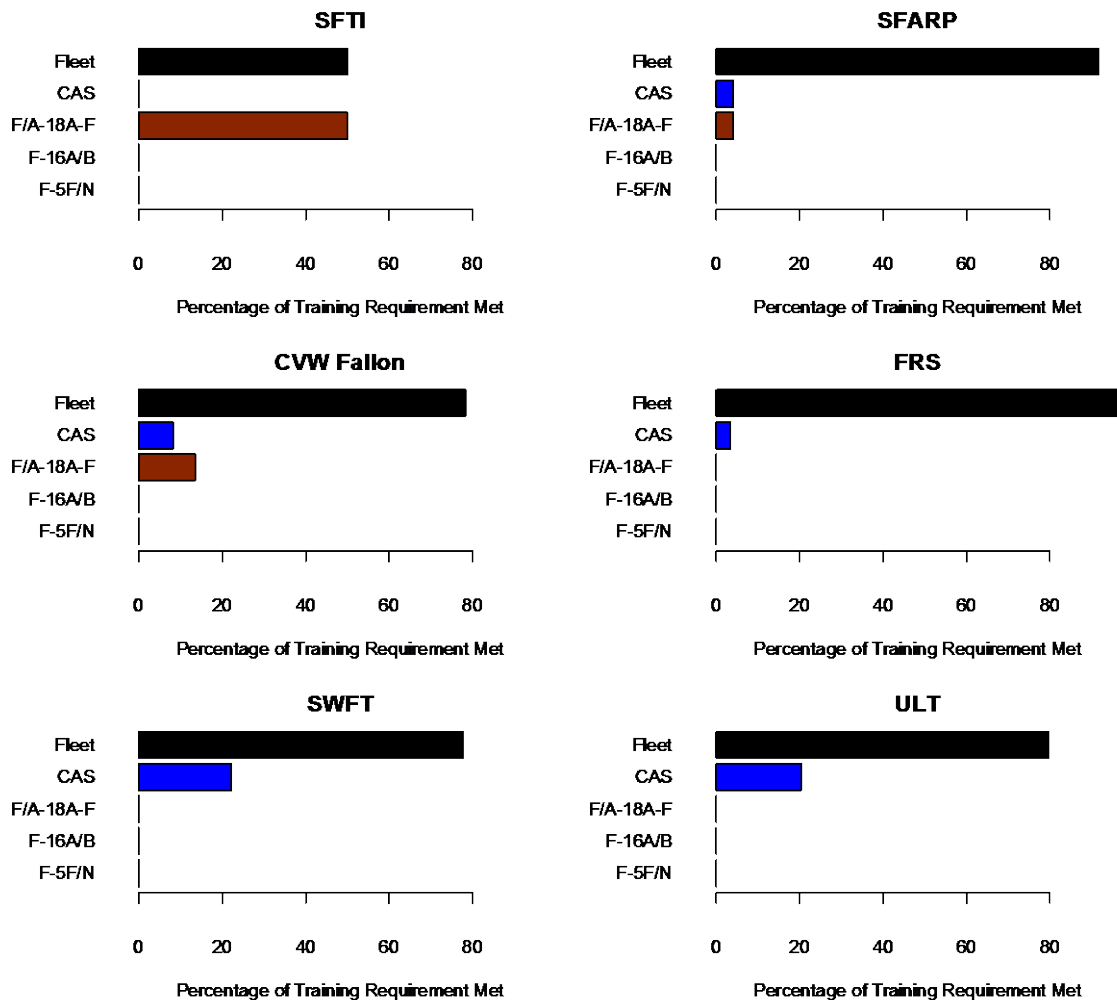 SFTI
Fleet
CAS
F/A-18A-F
F-16A/B
F-5F/N
0 20 40 60 80
Percentage of Training Requirement Met
SFARP
Fleet
CAS
F/A-18A-F
F-16A/B
F-5F/N
0 20 40 60 80
Percentage of Training Requirement Met
CVW Fallon
Fleet
CAS
F/A-18A-F
F-16A/B
F-5F/N
0 20 40 60 80
Percentage of Training Requirement Met
FRS
Fleet
CAS
F/A-18A-F
F-16A/B
F-5F/N
0 20 40 60 80
Percentage of Training Requirement Met
SWFT
Fleet
CAS
F/A-18A-F
F-16A/B
F-5F/N
0 20 40 60 80
Percentage of Training Requirement Met
ULT
Fleet
CAS
F/A-18A-F
F-16A/B
F-5F/N
0 20 40 60 80
Percentage of Training Requirement Met